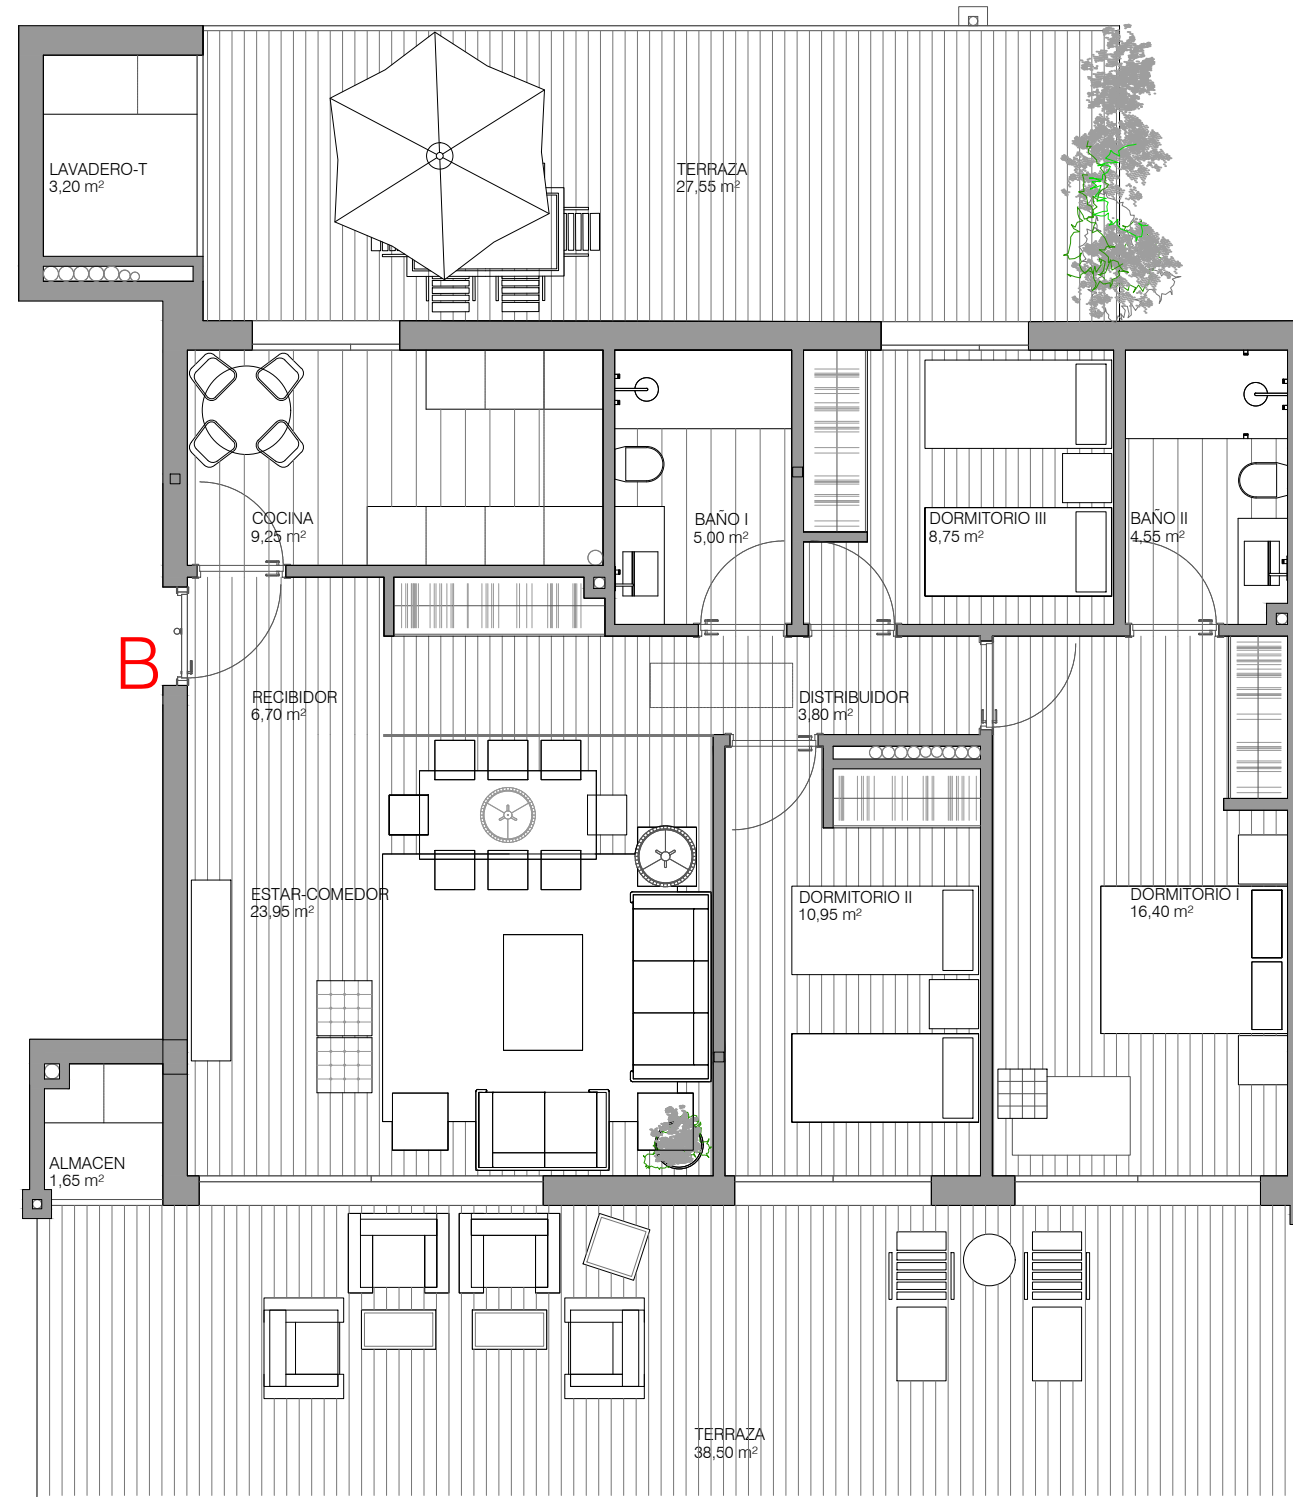 LAVADERO-T
3,20 m²
TERRAZA
27,55 m²
COCINA
9,25 m²
BAÑO I
5,00 m²
DORMITORIO III
8,75 m²
BAÑO II
4,55 m²
B
RECIBIDOR
6,70 m²
DISTRIBUIDOR
3,80 m²
ESTAR-COMEDOR
23,95 m²
DORMITORIO II
10,95 m²
DORMITORIO I
16,40 m²
ALMACEN
1,65 m²
TERRAZA
38,50 m²